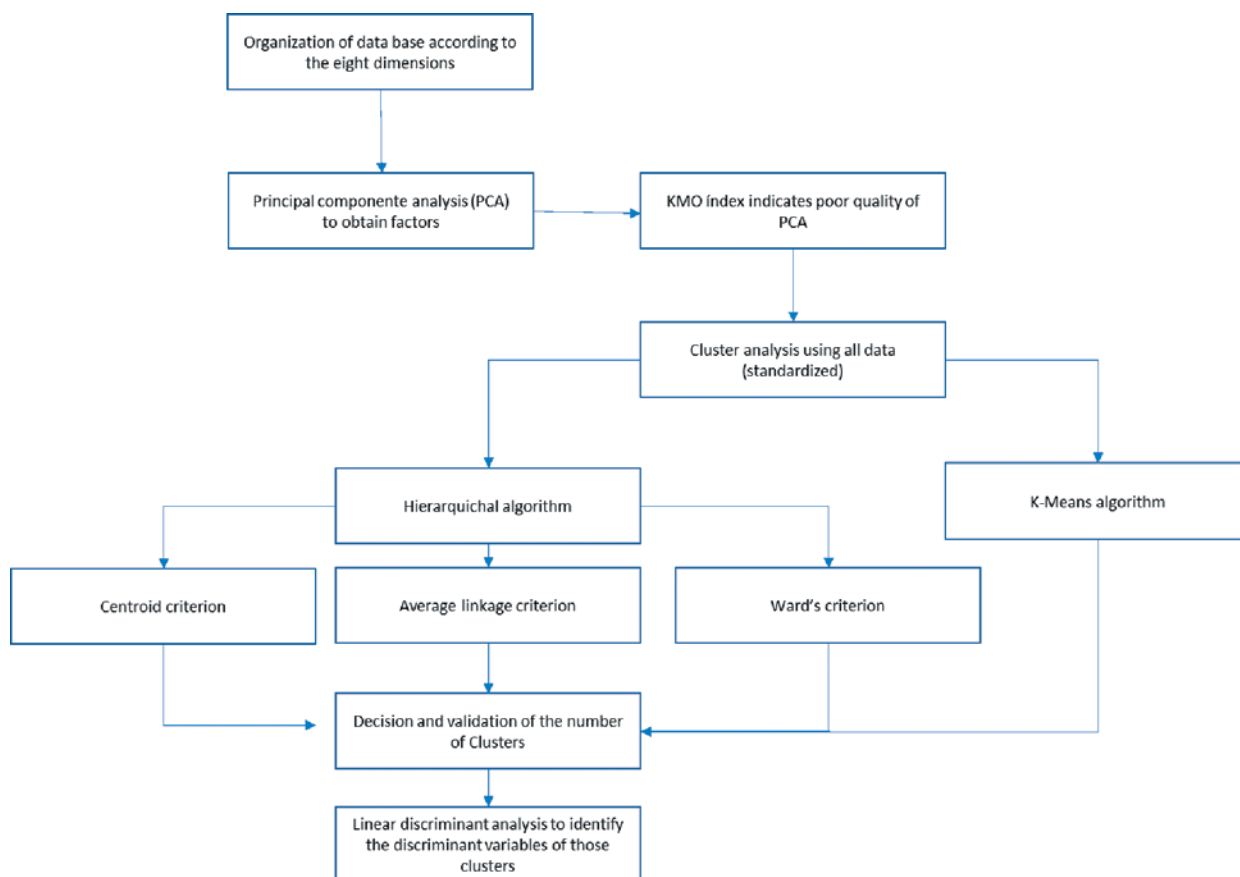 Organization of data base according to
the eight dimensions
Principal componente analysis (PCA)
to obtain factors
KMO índex indicates poor quality of
PCA
Cluster analysis using all data
(standardized)
Hierarquichal algorithm
K-Means algorithm
Centroid criterion
Average linkage criterion
Ward's criterion
Decision and validation of the number
of Clusters
Linear discriminant analysis to identify
the discriminant variables of those
clusters